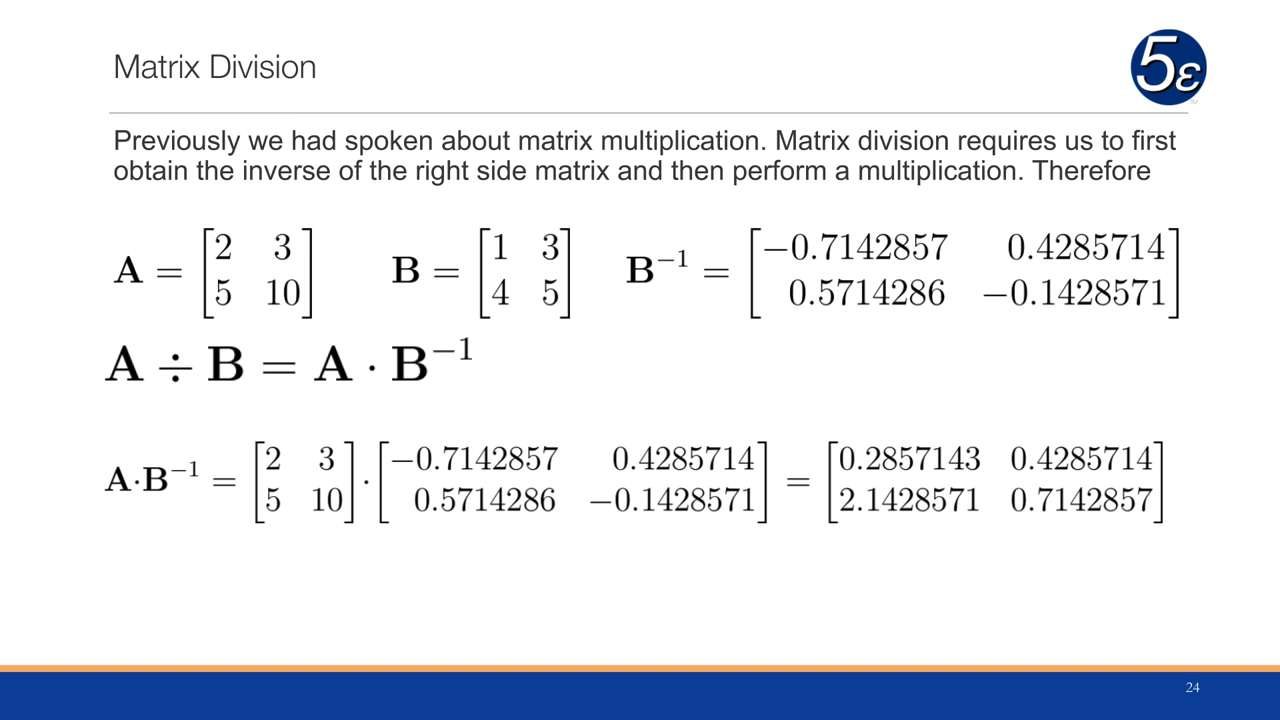 Matrix Division
5ε
Previously we had spoken about matrix multiplication. Matrix division requires us to first
obtain the inverse of the right side matrix and then perform a multiplication. Therefore
A = [2 3; 5 10] B = [1 3; 4 5] B⁻¹ = [−0.7142857 0.4285714; 0.5714286 −0.1428571]
A ÷ B = A · B⁻¹
A·B⁻¹ = [2 3; 5 10] · [−0.7142857 0.4285714; 0.5714286 −0.1428571] = [0.2857143 0.4285714; 2.1428571 0.7142857]
24